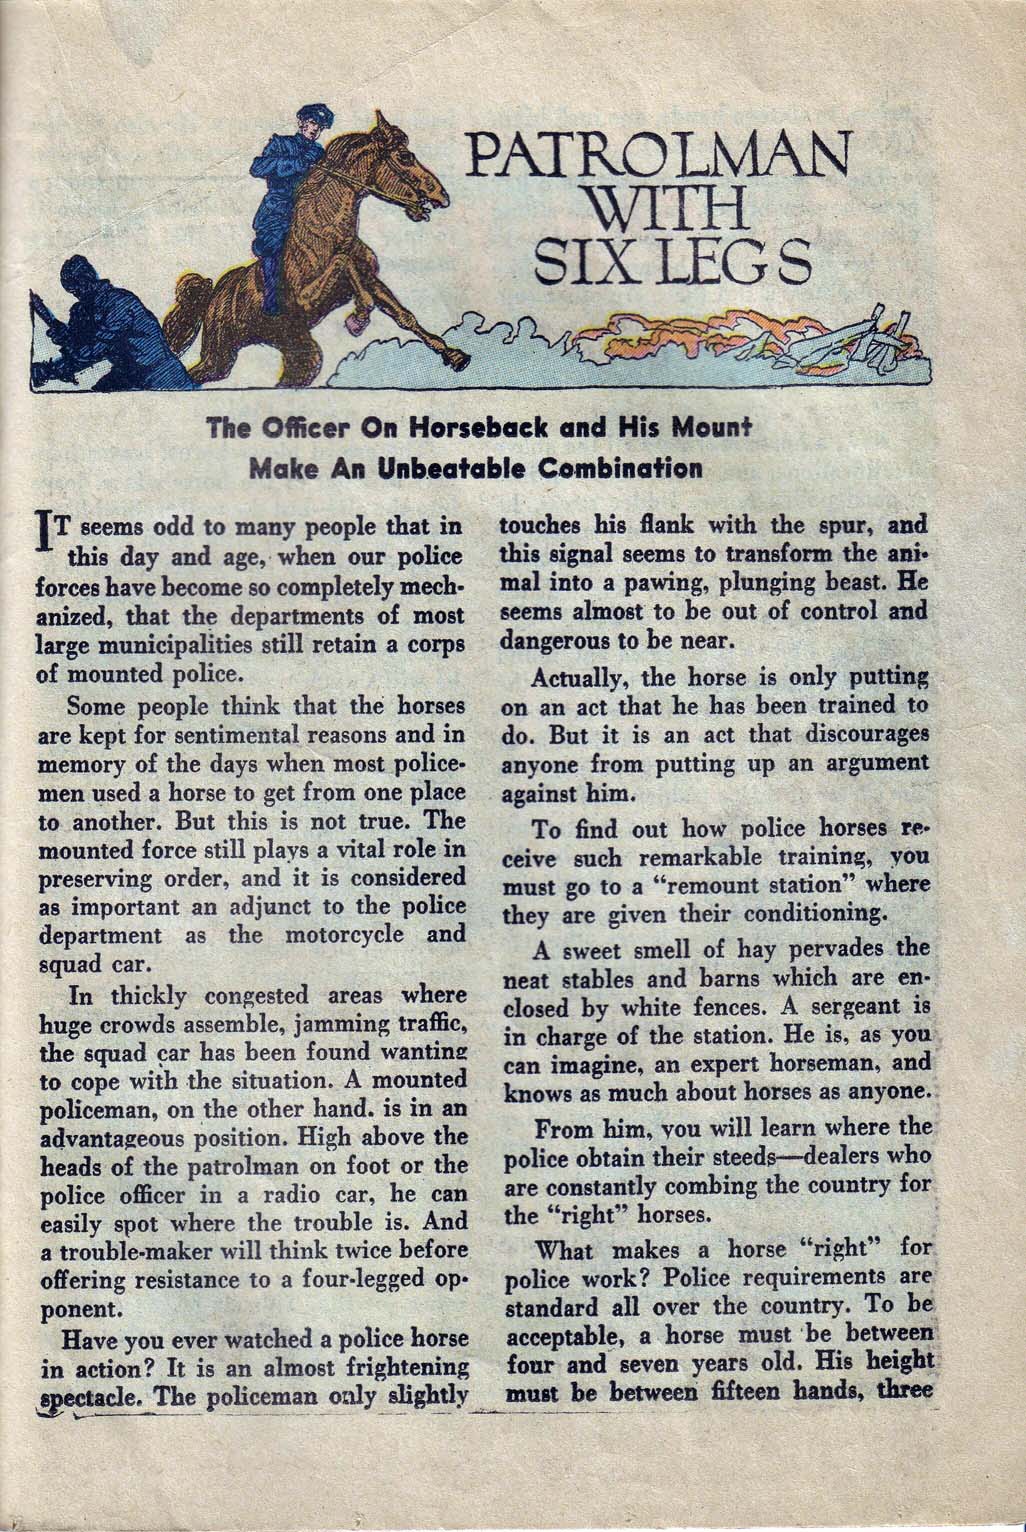 PATROLMAN
WITH
SIX LEGS
The Officer On Horseback and His Mount
Make An Unbeatable Combination
IT seems odd to many people that in
this day and age, when our police
forces have become so completely mech-
anized, that the departments of most
large municipalities still retain a corps
of mounted police.
Some people think that the horses
are kept for sentimental reasons and in
memory of the days when most police-
men used a horse to get from one place
to another. But this is not true. The
mounted force still plays a vital role in
preserving order, and it is considered
as important an adjunct to the police
department as the motorcycle and
squad car.
In thickly congested areas where
huge crowds assemble, jamming traffic,
the squad car has been found wanting
to cope with the situation. A mounted
policeman, on the other hand. is in an
advantageous position. High above the
heads of the patrolman on foot or the
police officer in a radio car, he can
easily spot where the trouble is. And
a trouble-maker will think twice before
offering resistance to a four-legged op-
ponent.
Have you ever watched a police horse
in action? It is an almost frightening
spectacle. The policeman only slightly
touches his flank with the spur, and
this signal seems to transform the ani-
mal into a pawing, plunging beast. He
seems almost to be out of control and
dangerous to be near.
Actually, the horse is only putting
on an act that he has been trained to
do. But it is an act that discourages
anyone from putting up an argument
against him.
To find out how police horses re-
ceive such remarkable training, you
must go to a "remount station" where
they are given their conditioning.
A sweet smell of hay pervades the
neat stables and barns which are en-
closed by white fences. A sergeant is
in charge of the station. He is, as you
can imagine, an expert horseman, and
knows as much about horses as anyone.
From him, you will learn where the
police obtain their steeds—dealers who
are constantly combing the country for
the "right" horses.
What makes a horse "right" for
police work? Police requirements are
standard all over the country. To be
acceptable, a horse must be between
four and seven years old. His height
must be between fifteen hands, three